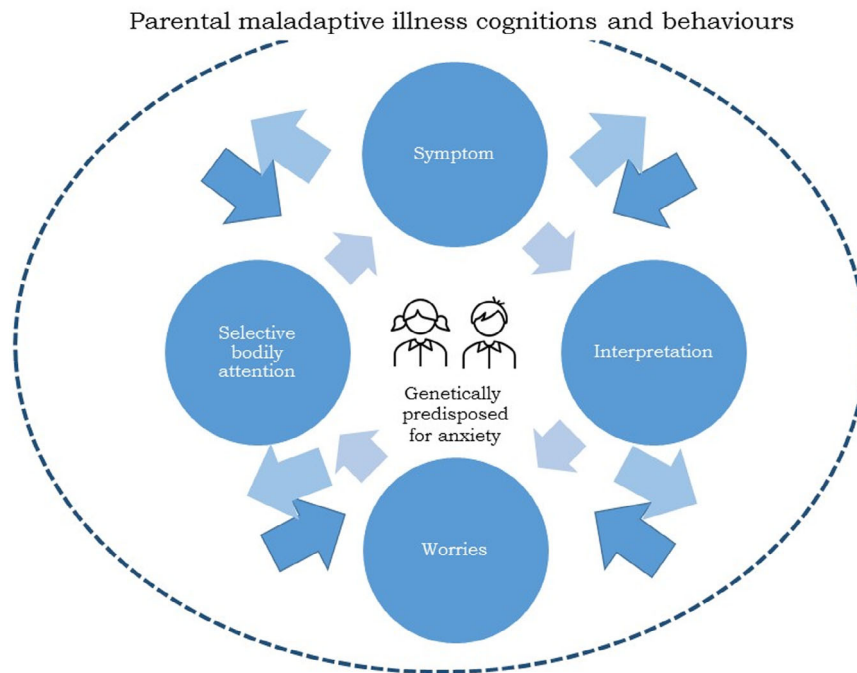 Parental maladaptive illness cognitions and behaviours
Symptom
Selective
bodily
attention
Interpretation
Genetically
predisposed
for anxiety
Worries